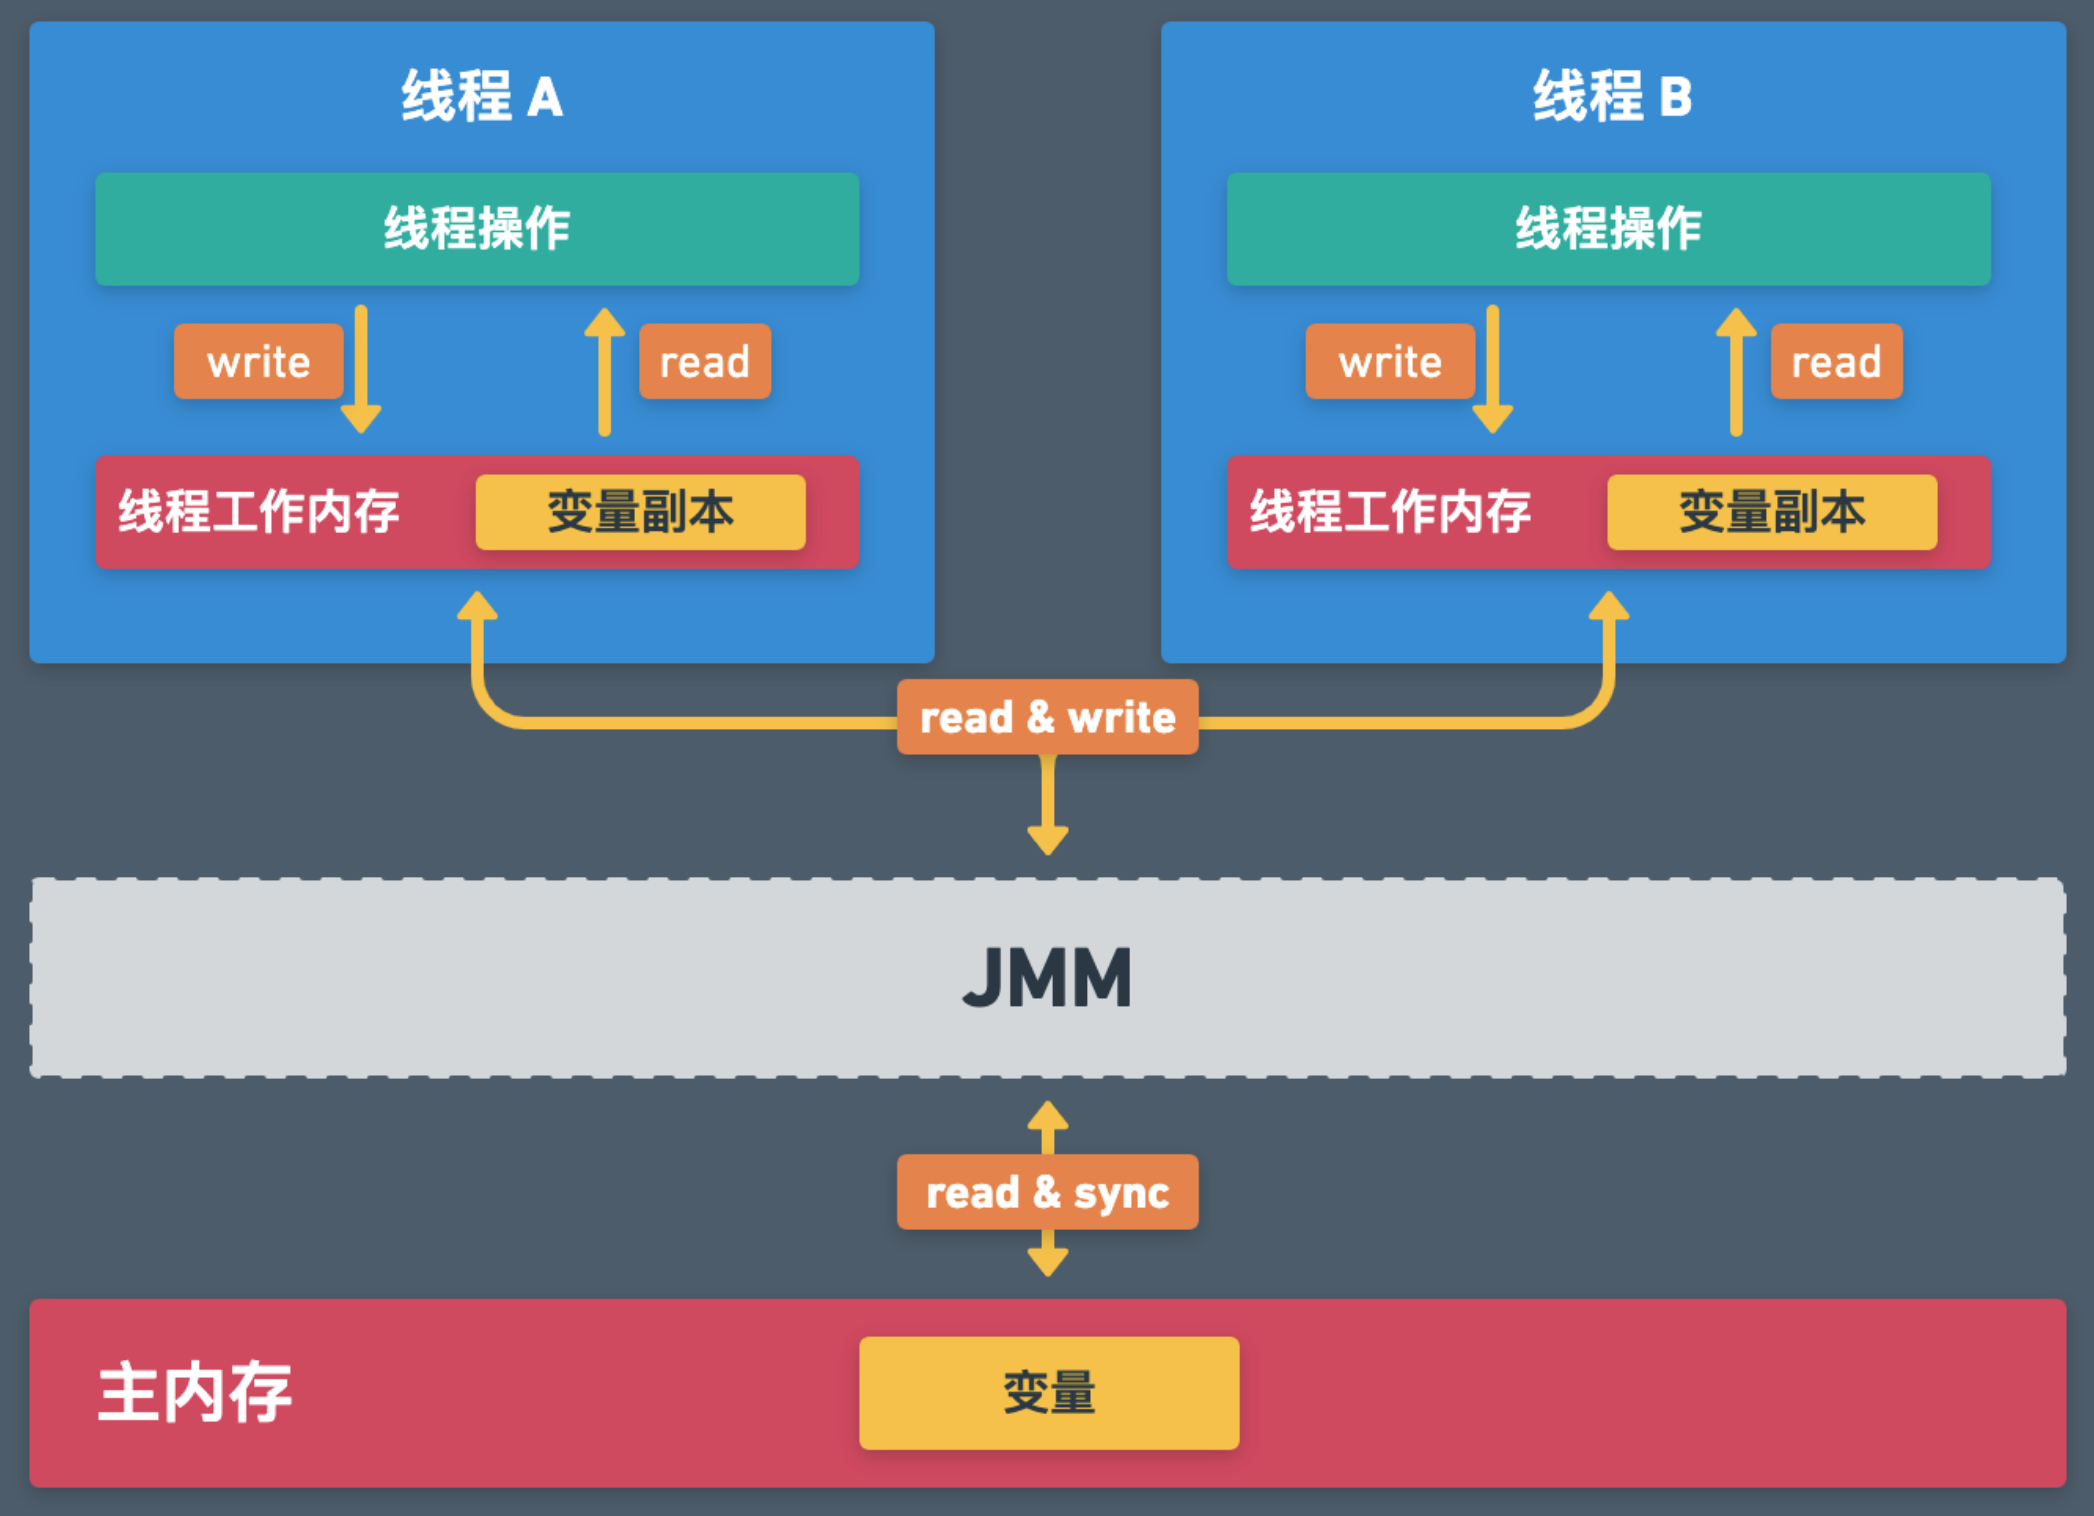 线程 A
线程操作
write
read
线程工作内存
变量副本
线程 B
线程操作
write
read
线程工作内存
变量副本
read & write
JMM
read & sync
主内存
变量